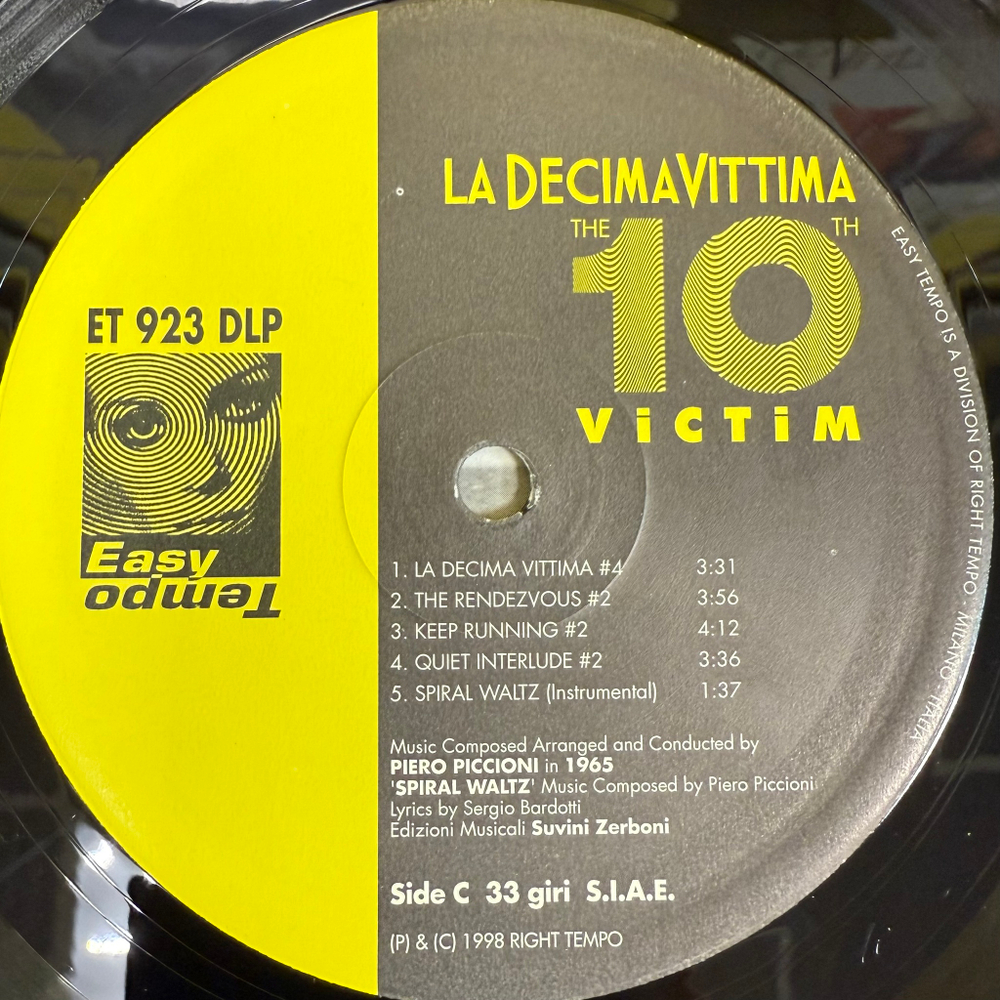 LA DECIMA VITTIMA
THE 10 TH
ViCTiM
ET 923 DLP
Easy
Tempo
1. LA DECIMA VITTIMA #4 3:31
2. THE RENDEZVOUS #2 3:56
3. KEEP RUNNING #2 4:12
4. QUIET INTERLUDE #2 3:36
5. SPIRAL WALTZ (Instrumental) 1:37
Music Composed Arranged and Conducted by
PIERO PICCIONI in 1965
'SPIRAL WALTZ' Music Composed by Piero Piccioni
Lyrics by Sergio Bardotti
Edizioni Musicali Suvini Zerboni
Side C 33 giri S.I.A.E.
(P) & (C) 1998 RIGHT TEMPO
EASY TEMPO IS A DIVISION OF RIGHT TEMPO - MILANO - ITALIA